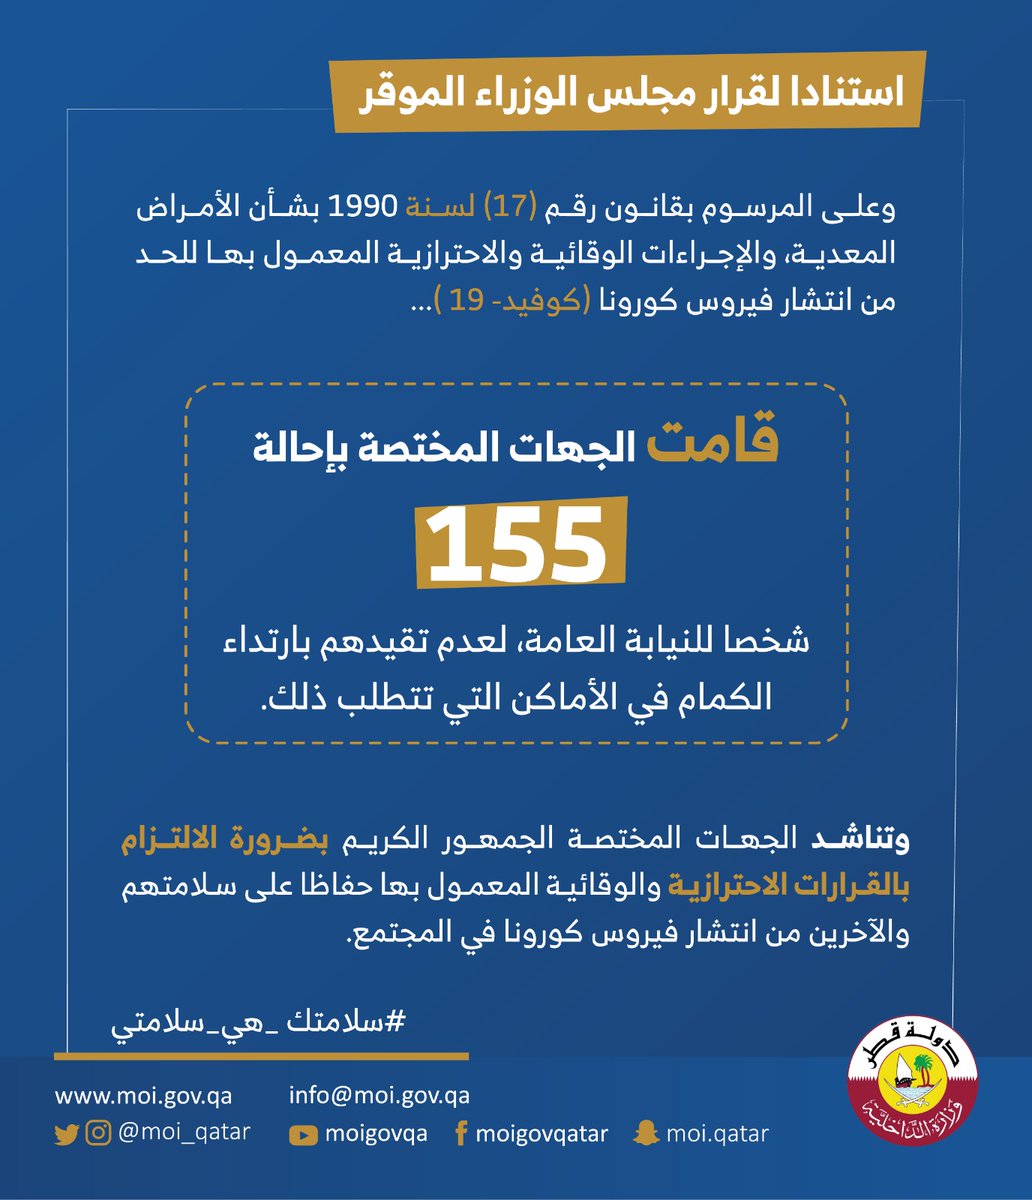 استنادا لقرار مجلس الوزراء الموقر
وعلى المرسوم بقانون رقم (17) لسنة 1990 بشأن الأمراض
المعدية، والإجراءات الوقائية والاحترازية المعمول بها للحد
من انتشار فيروس كورونا (كوفيد- 19 )...
قامت الجهات المختصة بإحالة
155
شخصا للنيابة العامة، لعدم تقيدهم بارتداء
الكمام في الأماكن التي تتطلب ذلك.
وتناشد الجهات المختصة الجمهور الكريم بضرورة الالتزام
بالقرارات الاحترازية والوقائية المعمول بها حفاظا على سلامتهم
والآخرين من انتشار فيروس كورونا في المجتمع.
#سلامتك _هي_سلامتي
دولة قطر
وزارة الداخلية
www.moi.gov.qa info@moi.gov.qa
@moi_qatar moigovqa moigovqatar moi.qatar